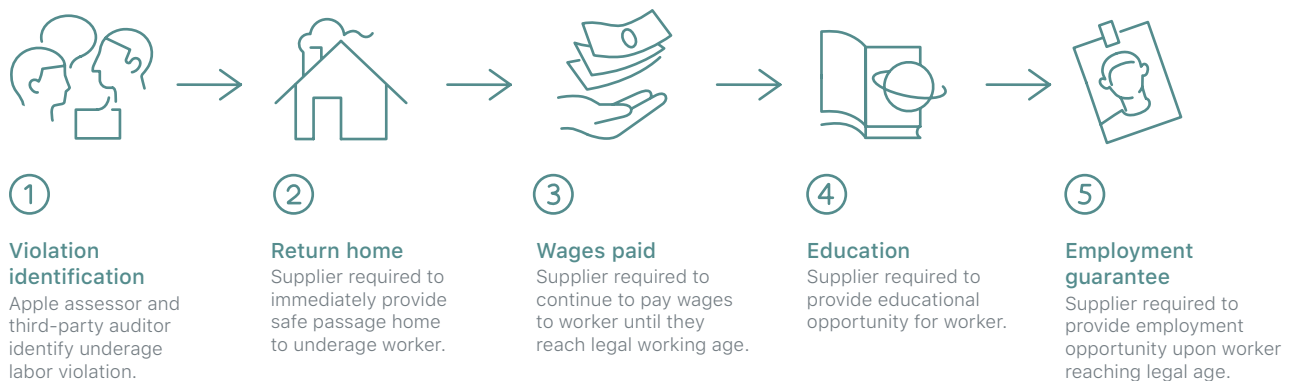 1
Violation
identification
Apple assessor and
third-party auditor
identify underage
labor violation.
2
Return home
Supplier required to
immediately provide
safe passage home
to underage worker.
3
Wages paid
Supplier required to
continue to pay wages
to worker until they
reach legal working age.
4
Education
Supplier required to
provide educational
opportunity for worker.
5
Employment
guarantee
Supplier required to
provide employment
opportunity upon worker
reaching legal age.